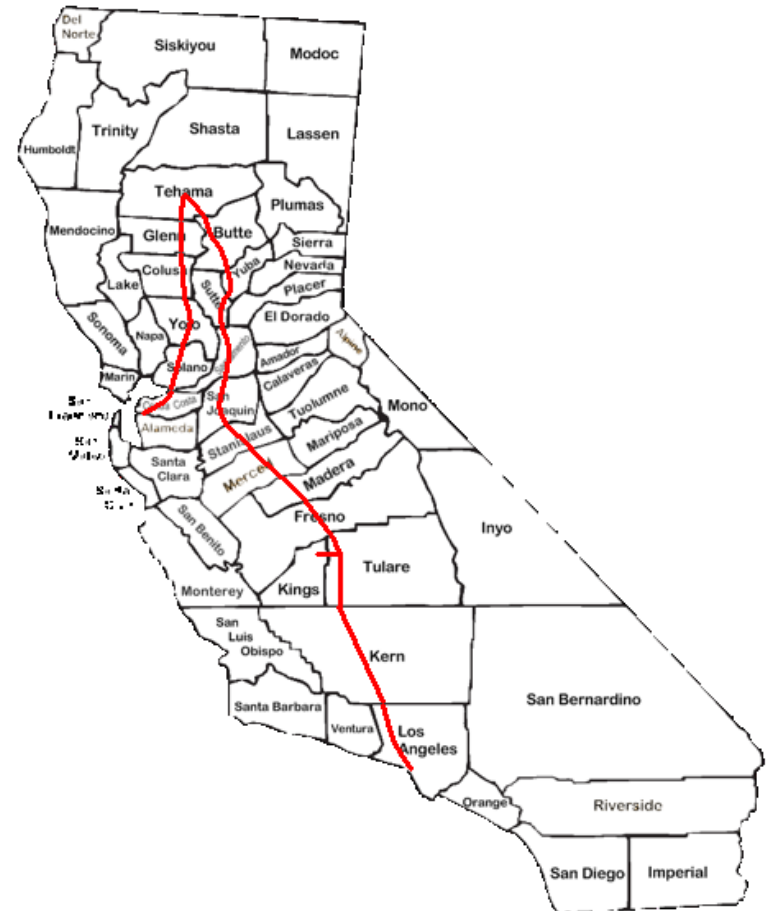 Del
Norte
Siskiyou
Modoc
Humboldt
Trinity
Shasta
Lassen
Tehama
Plumas
Mendocino
Glenn
Butte
Sierra
Lake
Colusa
Yuba
Nevada
Sutter
Placer
Sonoma
Napa
Yolo
El Dorado
Alpine
Marin
Solano
Sacramento
Amador
Calaveras
Contra Costa
San
Joaquin
Tuolumne
Mono
Alameda
Stanislaus
Mariposa
Santa
Clara
Merced
Madera
San Benito
Fresno
Inyo
Monterey
Kings
Tulare
San
Luis
Obispo
Kern
Santa Barbara
Ventura
Los
Angeles
San Bernardino
Orange
Riverside
San Diego
Imperial